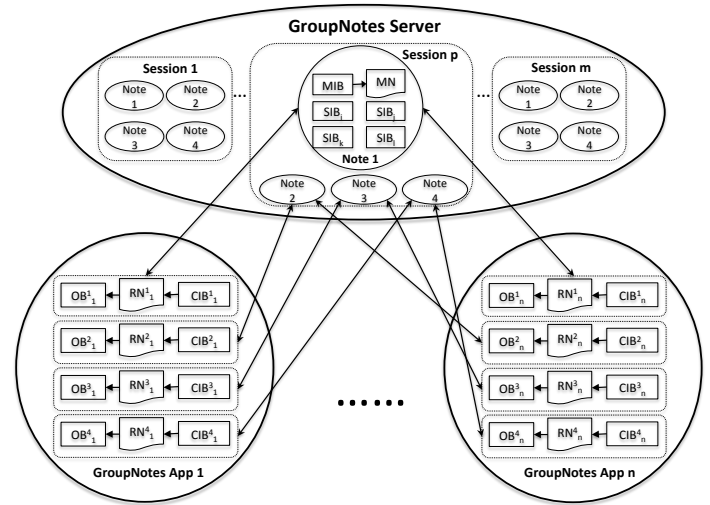 GroupNotes Server
Session 1
Note 1
Note 2
Note 3
Note 4
...
Session p
MIB
MN
SIBi
SIBj
SIBk
SIBl
Note 1
Note 2
Note 3
Note 4
...
Session m
Note 1
Note 2
Note 3
Note 4
OB¹₁ RN¹₁ CIB¹₁
OB²₁ RN²₁ CIB²₁
OB³₁ RN³₁ CIB³₁
OB⁴₁ RN⁴₁ CIB⁴₁
GroupNotes App 1
......
OB¹ₙ RN¹ₙ CIB¹ₙ
OB²ₙ RN²ₙ CIB²ₙ
OB³ₙ RN³ₙ CIB³ₙ
OB⁴ₙ RN⁴ₙ CIB⁴ₙ
GroupNotes App n